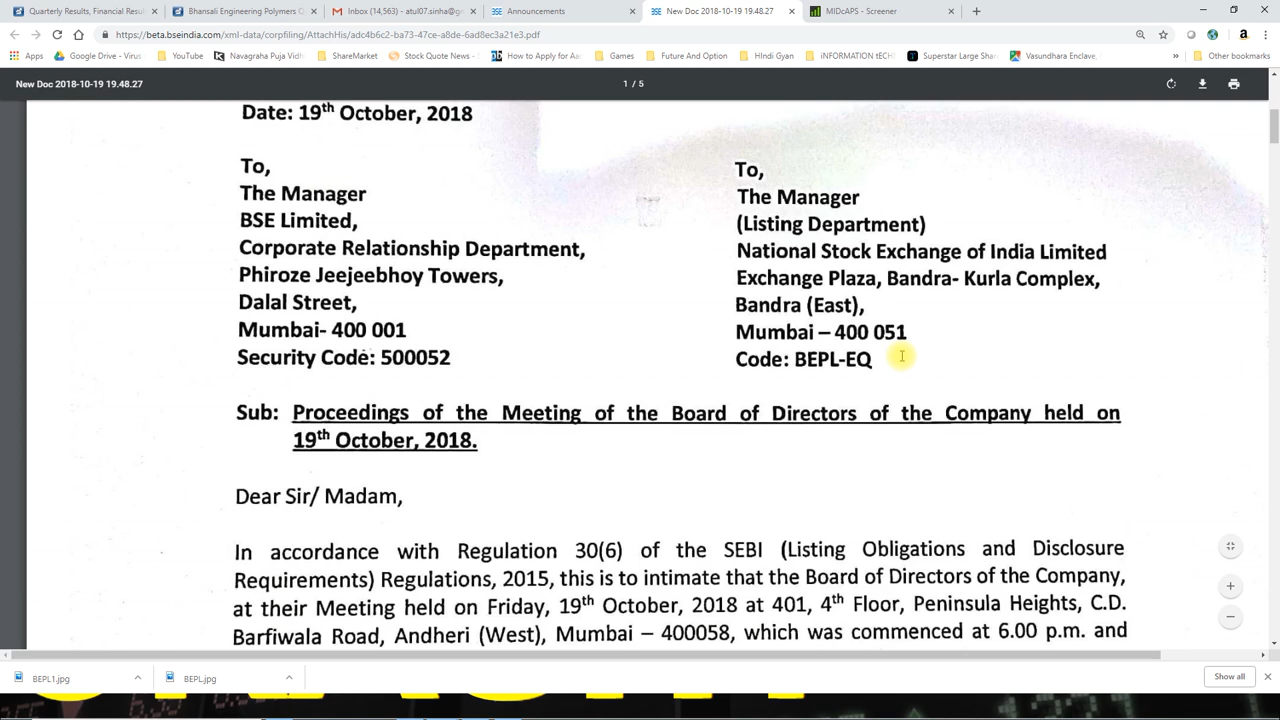 Quarterly Results, Financial Resu
Bhansali Engineering Polymers C
Inbox (14,563) - atul07.sinha@g
Announcements
New Doc 2018-10-19 19.48.27
MIDcAPS - Screener
https://beta.bseindia.com/xml-data/corpfiling/AttachHis/adc4b6c2-ba73-47ce-a8de-6ad8ec3a21e3.pdf
Apps
Google Drive - Virus
YouTube
Navagraha Puja Vidh
ShareMarket
Stock Quote News -
How to Apply for Aad
Games
Future And Option
HIndi Gyan
iNFORMATION tECHI
Superstar Large Shar
Vasundhara Enclave,
» Other bookmarks
New Doc 2018-10-19 19.48.27
1 / 5
Date: 19th October, 2018
To,
The Manager
BSE Limited,
Corporate Relationship Department,
Phiroze Jeejeebhoy Towers,
Dalal Street,
Mumbai- 400 001
Security Code: 500052
To,
The Manager
(Listing Department)
National Stock Exchange of India Limited
Exchange Plaza, Bandra- Kurla Complex,
Bandra (East),
Mumbai – 400 051
Code: BEPL-EQ
Sub: Proceedings of the Meeting of the Board of Directors of the Company held on
19th October, 2018.
Dear Sir/ Madam,
In accordance with Regulation 30(6) of the SEBI (Listing Obligations and Disclosure
Requirements) Regulations, 2015, this is to intimate that the Board of Directors of the Company,
at their Meeting held on Friday, 19th October, 2018 at 401, 4th Floor, Peninsula Heights, C.D.
Barfiwala Road, Andheri (West), Mumbai – 400058, which was commenced at 6.00 p.m. and
BEPL1.jpg
BEPL.jpg
Show all